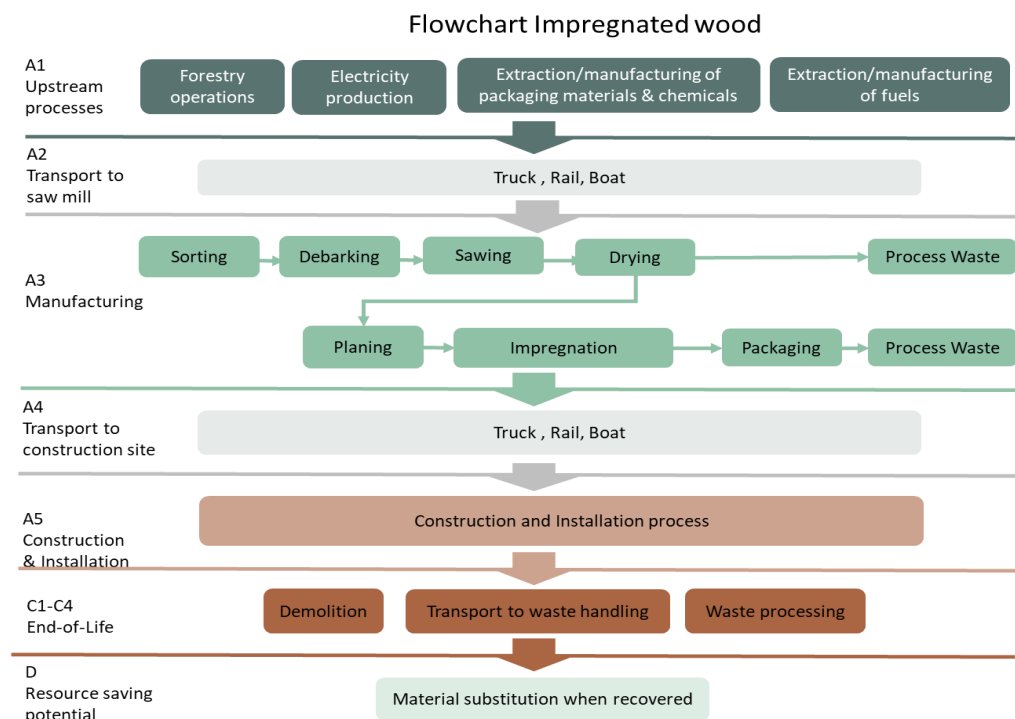 Flowchart Impregnated wood
A1
Upstream
processes
Forestry
operations
Electricity
production
Extraction/manufacturing of
packaging materials & chemicals
Extraction/manufacturing
of fuels
A2
Transport to
saw mill
Truck , Rail, Boat
A3
Manufacturing
Sorting
Debarking
Sawing
Drying
Process Waste
Planing
Impregnation
Packaging
Process Waste
A4
Transport to
construction site
Truck , Rail, Boat
A5
Construction
& Installation
Construction and Installation process
C1-C4
End-of-Life
Demolition
Transport to waste handling
Waste processing
D
Resource saving
potential
Material substitution when recovered